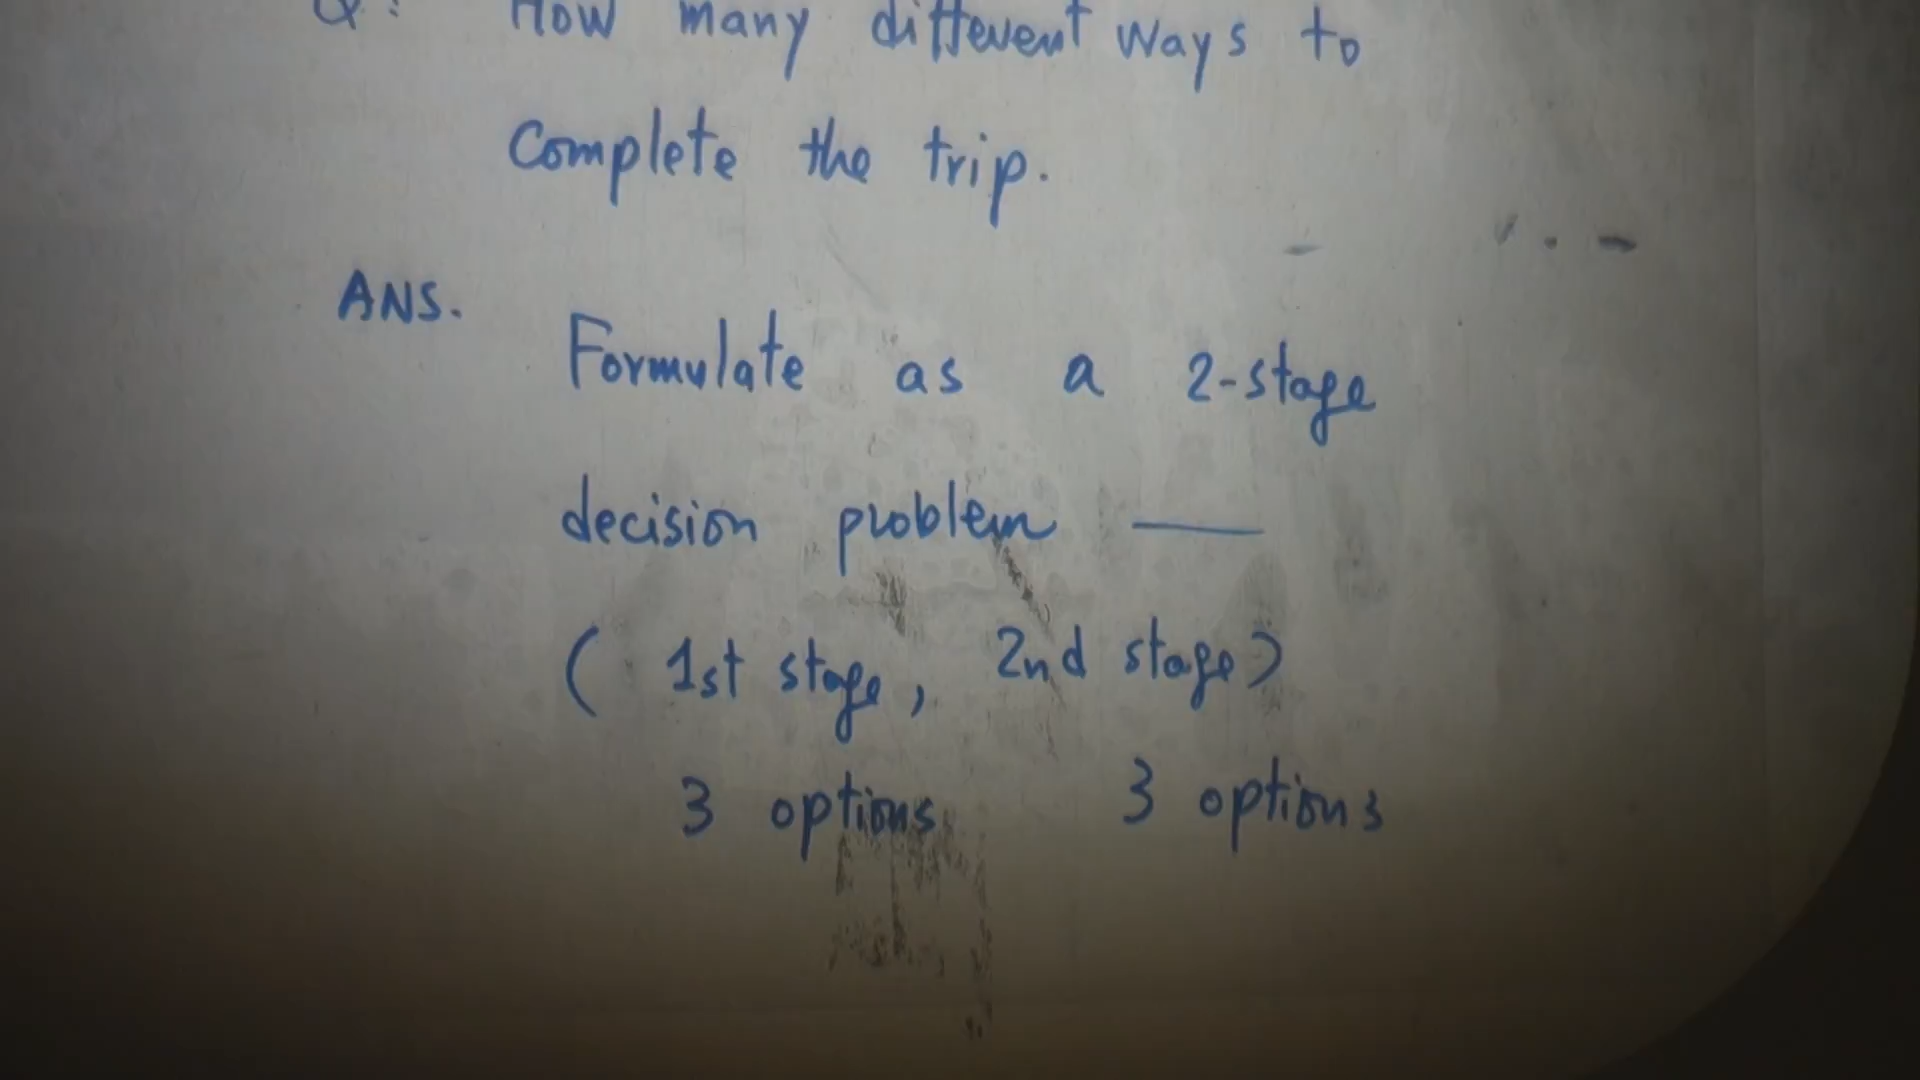 Q: How many different ways to
Complete the trip.
ANS.
Formulate as a 2-stage
decision problem —
( 1st stage, 2nd stage)
3 options 3 options